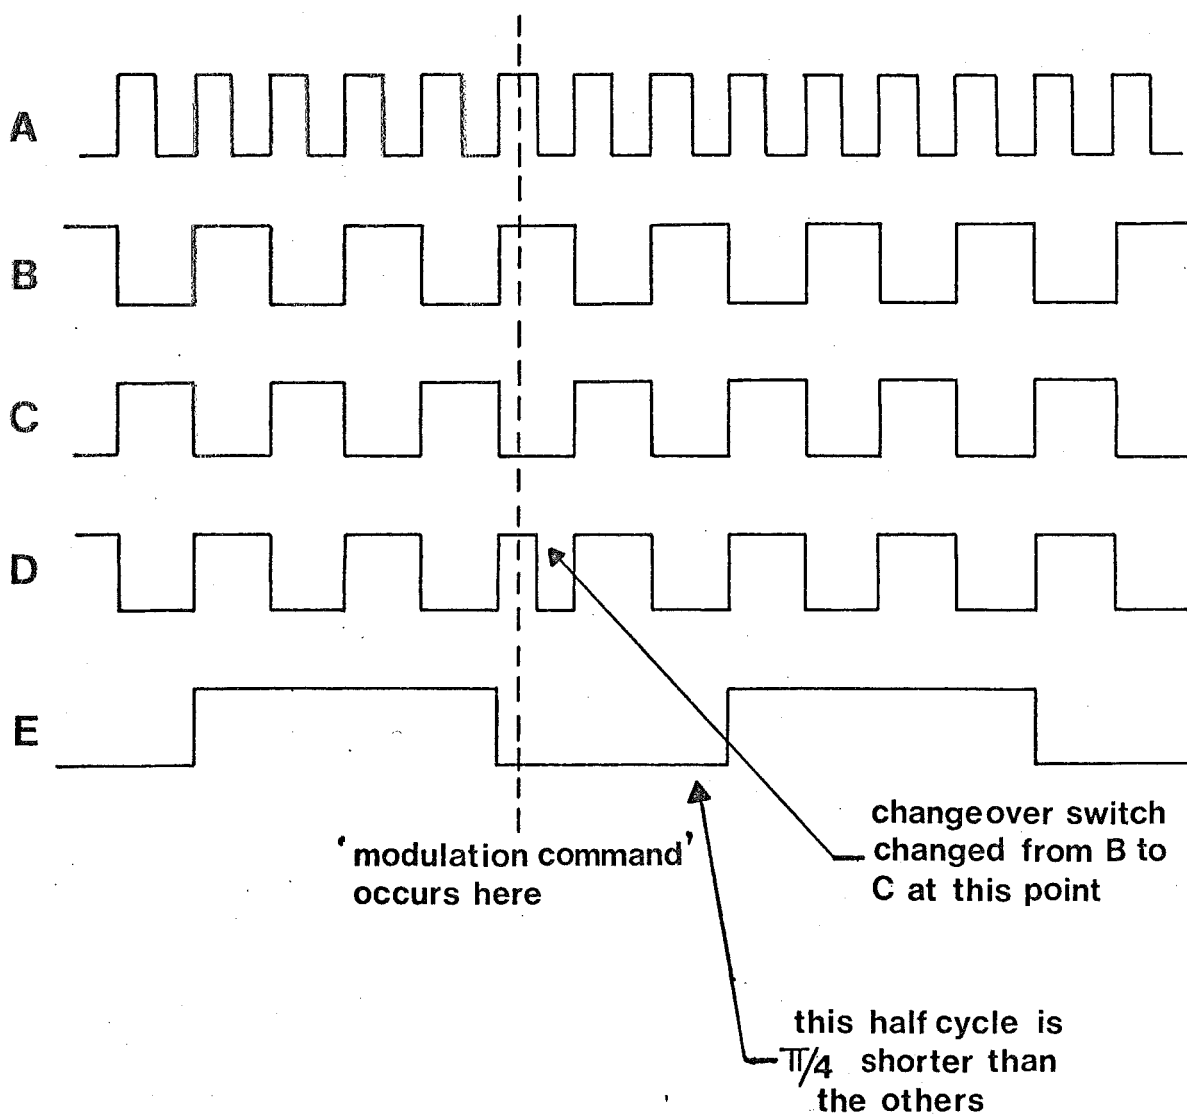 A
B
C
D
E
'modulation command'
occurs here
changeover switch
changed from B to
C at this point
this half cycle is
π/4 shorter than
the others